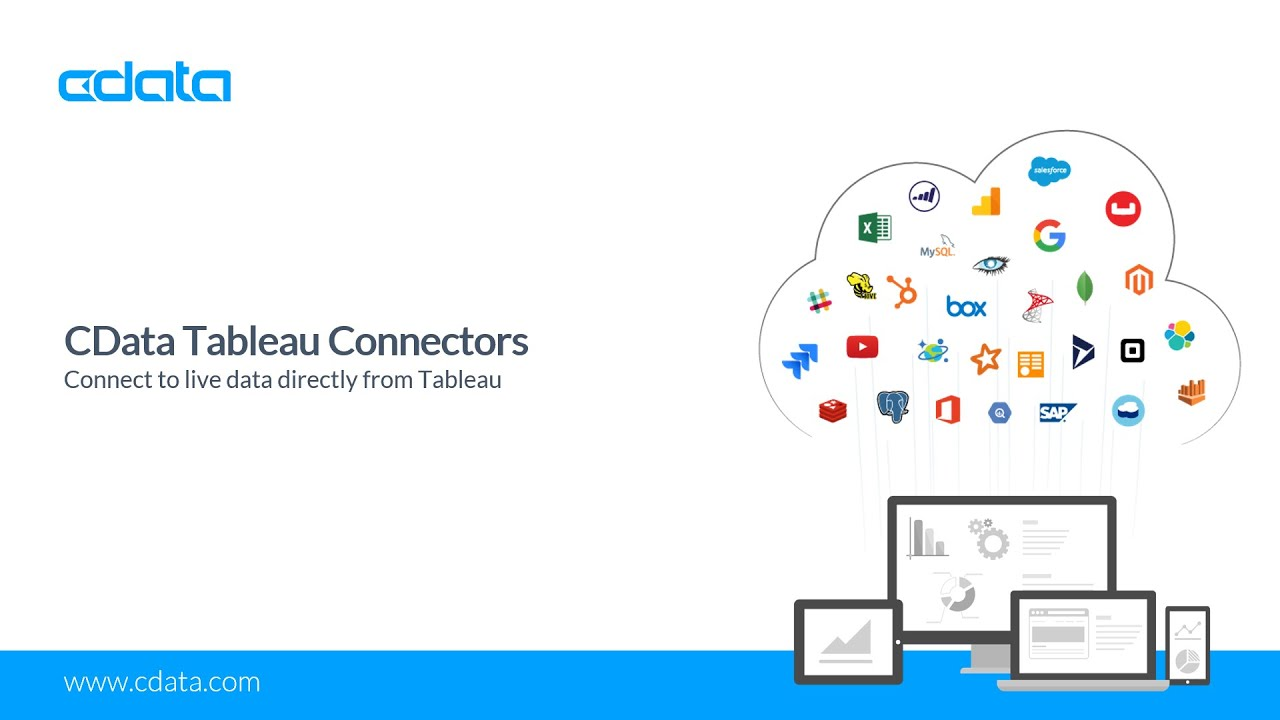 cdata
CData Tableau Connectors
Connect to live data directly from Tableau
salesforce
X
MySQL
G
HIVE
box
SAP
www.cdata.com